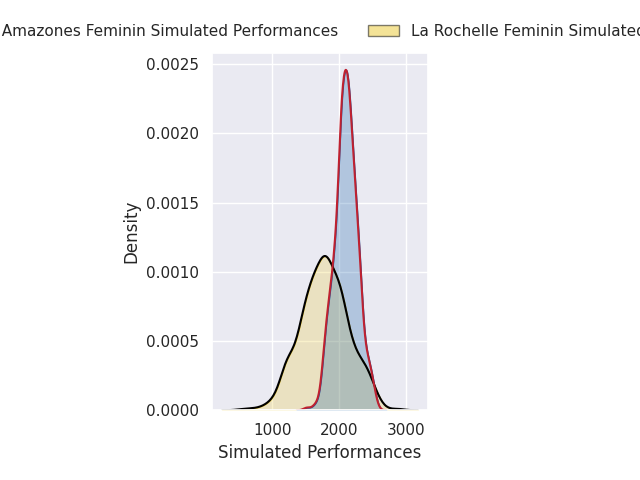 Amazones Feminin Simulated Performances
La Rochelle Feminin Simulated
0.0025
0.0020
0.0015
0.0010
0.0005
0.0000
Density
1000 2000 3000
Simulated Performances